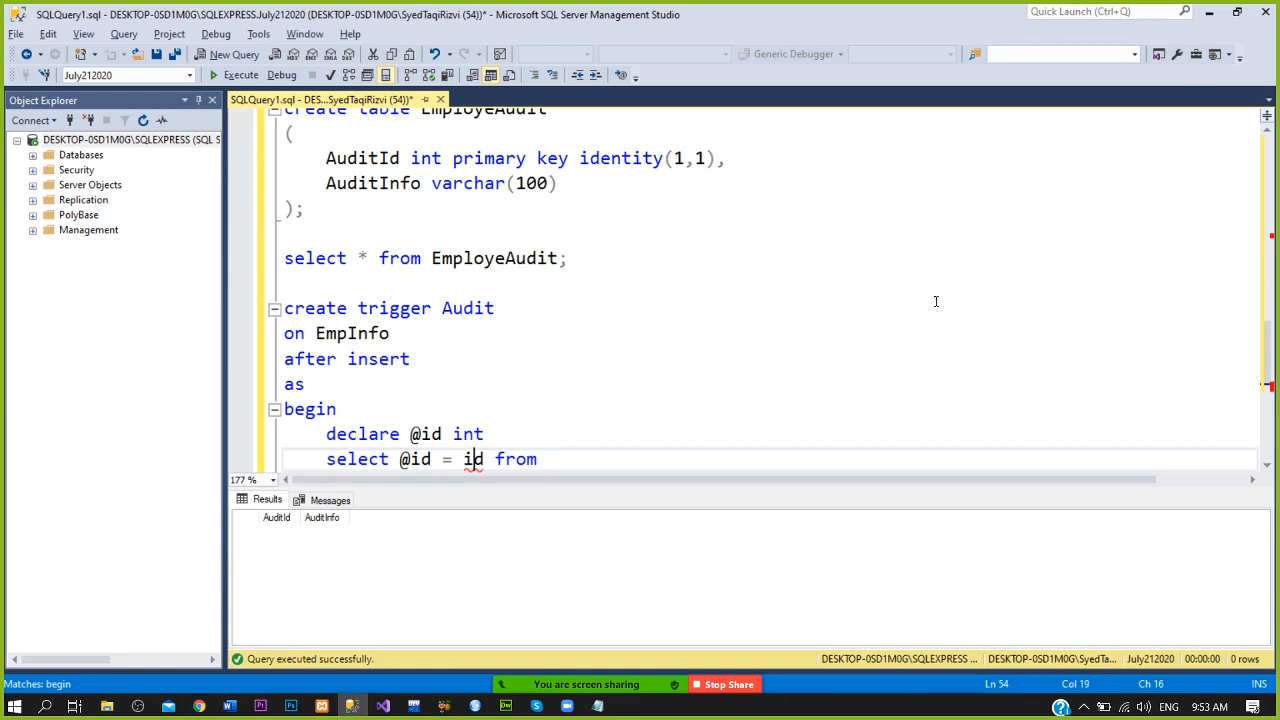 SQLQuery1.sql - DESKTOP-0SD1M0G\SQLEXPRESS.July212020 (DESKTOP-0SD1M0G\SyedTaqiRizvi (54))* - Microsoft SQL Server Management Studio
Quick Launch (Ctrl+Q)
File Edit View Query Project Debug Tools Window Help
New Query
Generic Debugger
July212020
Execute Debug
Object Explorer
SQLQuery1.sql - DES...SyedTaqiRizvi (54))*
Connect
DESKTOP-0SD1M0G\SQLEXPRESS (SQL S
Databases
Security
Server Objects
Replication
PolyBase
Management
create table EmployeAudit
(
AuditId int primary key identity(1,1),
AuditInfo varchar(100)
);
select * from EmployeAudit;
create trigger Audit
on EmpInfo
after insert
as
begin
declare @id int
select @id = id from
177 %
Results Messages
AuditId AuditInfo
Query executed successfully.
DESKTOP-0SD1M0G\SQLEXPRESS ... DESKTOP-0SD1M0G\SyedTa... July212020 00:00:00 0 rows
Matches: begin
You are screen sharing
Stop Share
Ln 54 Col 19 Ch 16 INS
ENG 9:53 AM